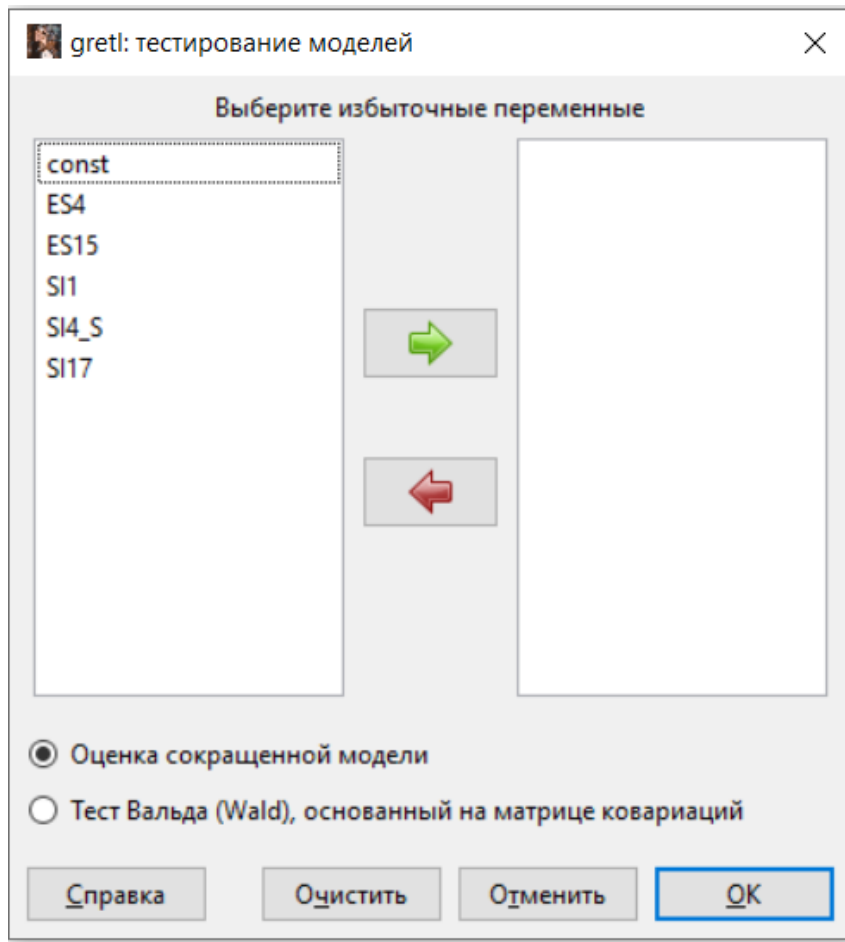 gretl: тестирование моделей
Выберите избыточные переменные
const
ES4
ES15
SI1
SI4_S
SI17
Оценка сокращенной модели
Тест Вальда (Wald), основанный на матрице ковариаций
Справка Очистить Отменить OK